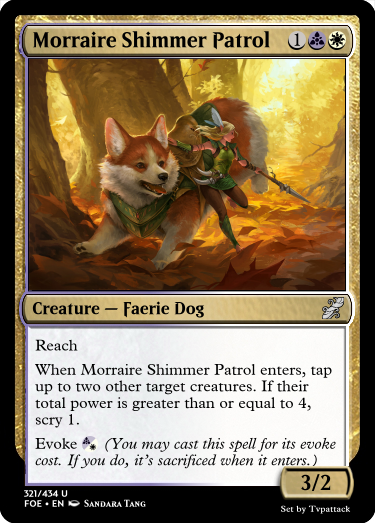 Morraire Shimmer Patrol 1
Creature — Faerie Dog
Reach
When Morraire Shimmer Patrol enters, tap
up to two other target creatures. If their
total power is greater than or equal to 4,
scry 1.
Evoke (You may cast this spell for its evoke
cost. If you do, it's sacrificed when it enters.)
3/2
321/434 U
FOE • EN Sandara Tang
Set by Tvpattack